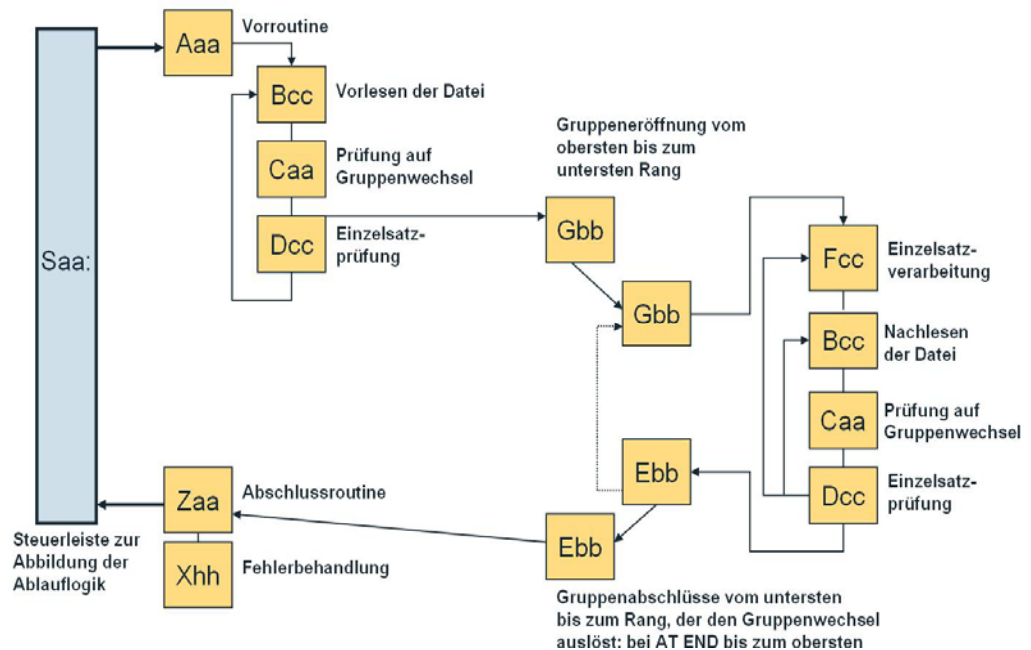 Aaa
Vorroutine
Bcc
Vorlesen der Datei
Caa
Prüfung auf
Gruppenwechsel
Dcc
Einzelsatz-
prüfung
Saa:
Gruppeneröffnung vom
obersten bis zum
untersten Rang
Gbb
Gbb
Fcc
Einzelsatz-
verarbeitung
Bcc
Nachlesen
der Datei
Caa
Prüfung auf
Gruppenwechsel
Dcc
Einzelsatz-
prüfung
Ebb
Ebb
Gruppenabschlüsse vom untersten
bis zum Rang, der den Gruppenwechsel
auslöst; bei AT END bis zum obersten
Zaa
Abschlussroutine
Xhh
Fehlerbehandlung
Steuerleiste zur
Abbildung der
Ablauflogik